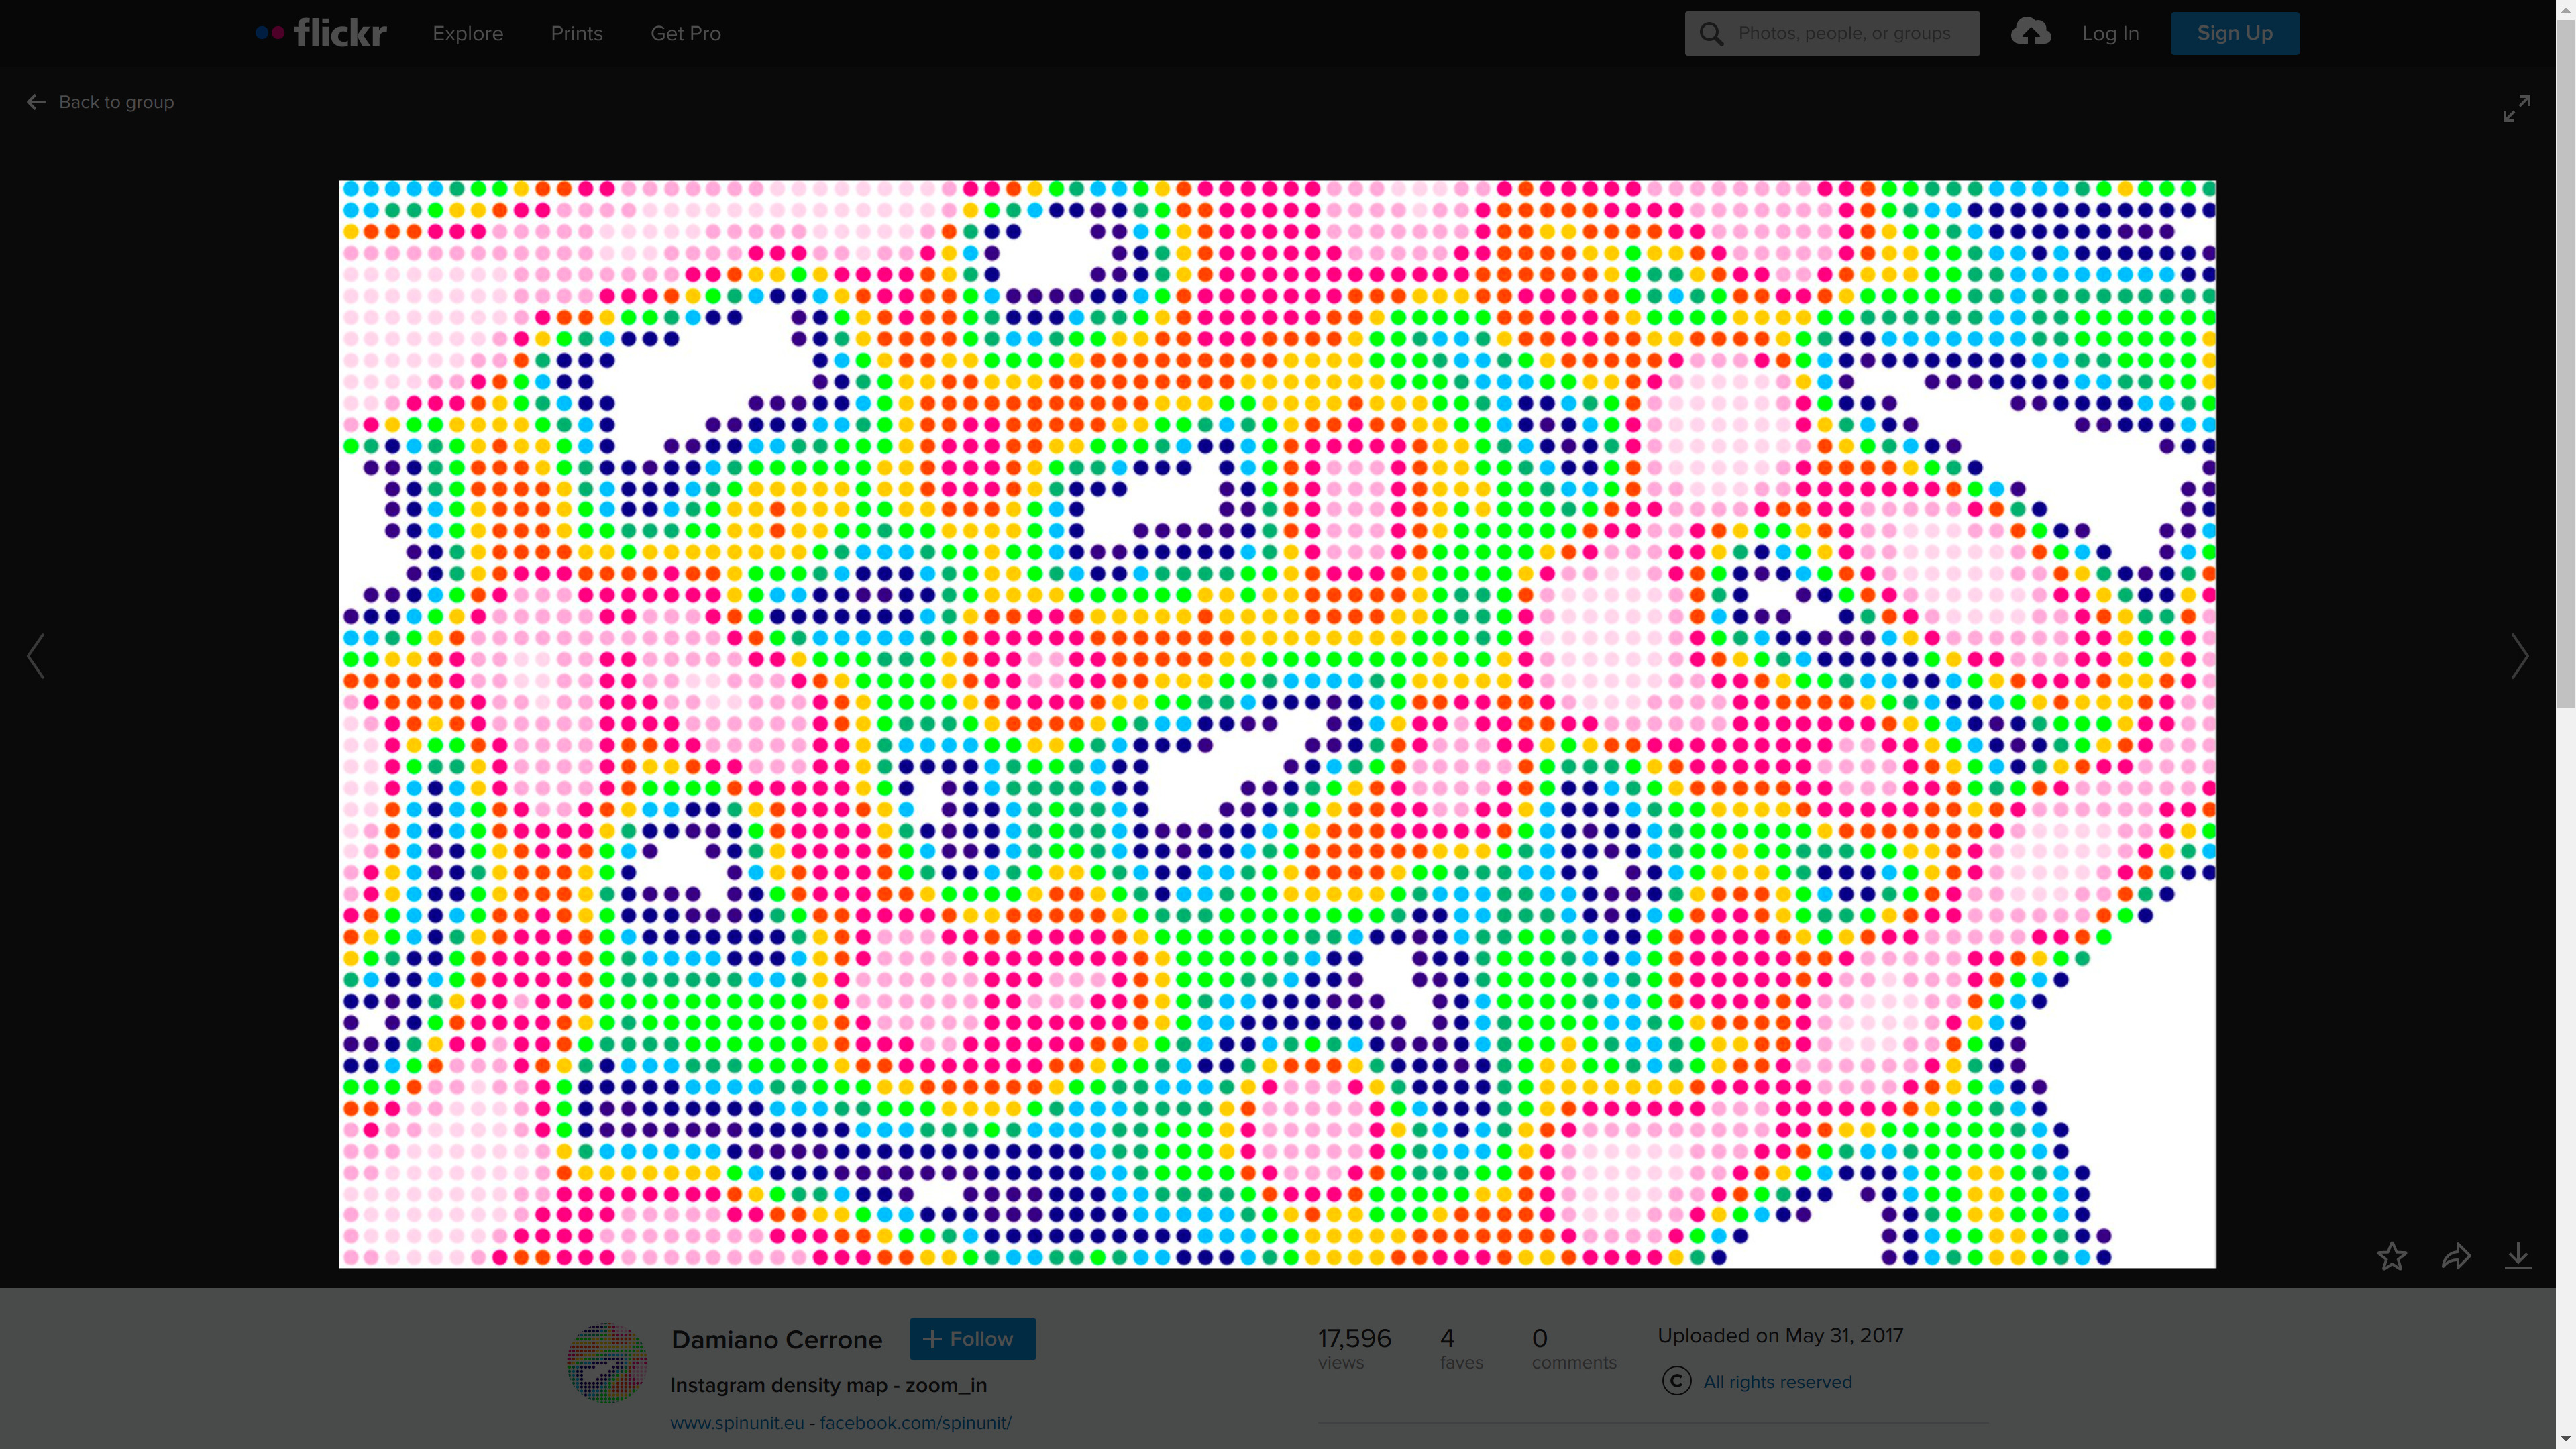 flickr
Explore
Prints
Get Pro
Photos, people, or groups
Log In
Sign Up
Back to group
Damiano Cerrone
+ Follow
Instagram density map - zoom_in
www.spinunit.eu - facebook.com/spinunit/
17,596
views
4
faves
0
comments
Uploaded on May 31, 2017
© All rights reserved